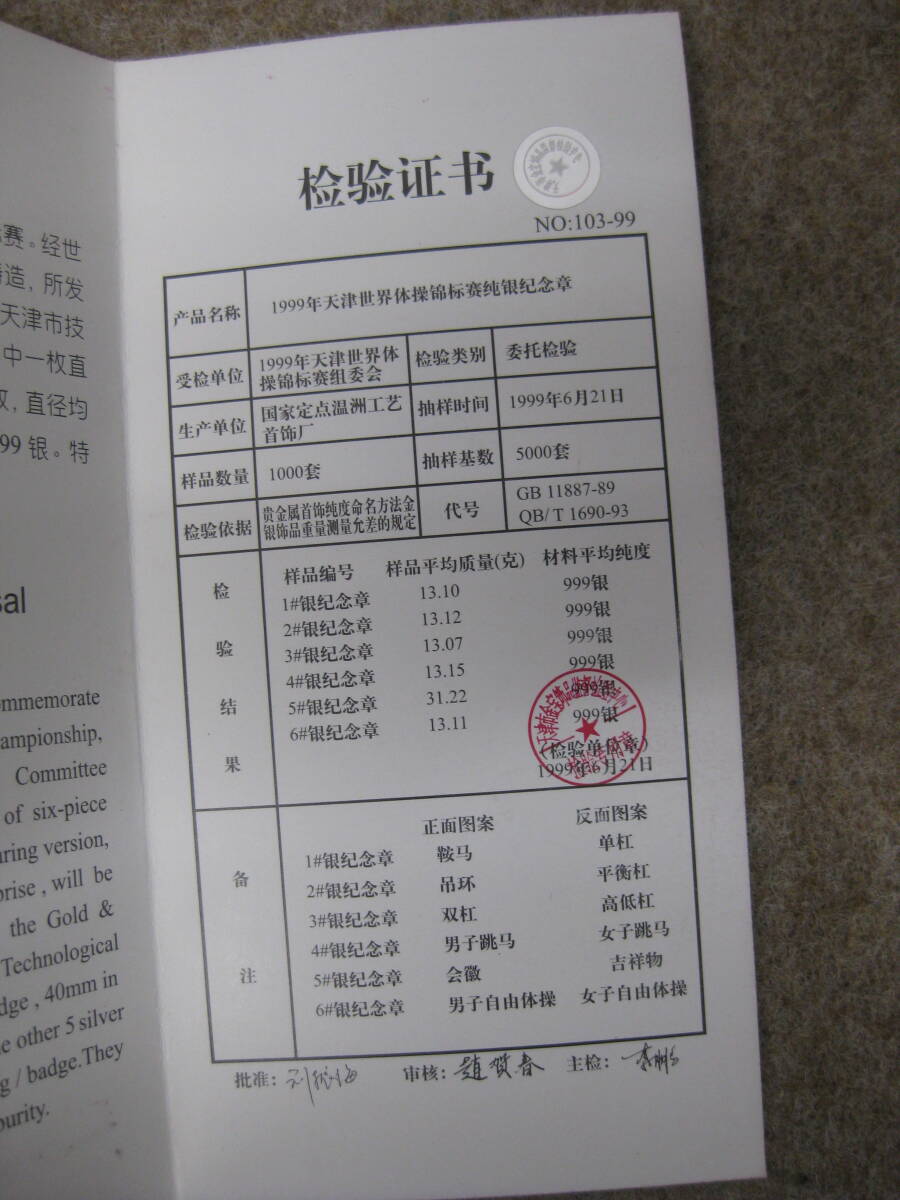 标赛。经世
铸造，所发
天津市技
中一枚直
枚，直径均
99 银。特
sal
ommemorate
ampionship,
Committee
of six-piece
uring version,
prise , will be
the Gold &
Technological
dge , 40mm in
e other 5 silver
g / badge.They
purity.
检验证书
NO:103-99
产品名称 1999年天津世界体操锦标赛纯银纪念章
受检单位 1999年天津世界体
操锦标赛组委会 检验类别 委托检验
生产单位 国家定点温洲工艺
首饰厂 抽样时间 1999年6月21日
样品数量 1000套 抽样基数 5000套
检验依据 贵金属首饰纯度命名方法金
银饰品重量测量允差的规定 代号 GB 11887-89
QB/ T 1690-93
检验结果
样品编号 样品平均质量(克) 材料平均纯度
1#银纪念章 13.10 999银
2#银纪念章 13.12 999银
3#银纪念章 13.07 999银
4#银纪念章 13.15 999银
5#银纪念章 31.22 999银
6#银纪念章 13.11 999银
(检验单位章)
1999年6月21日
备注
正面图案 反面图案
1#银纪念章 鞍马 单杠
2#银纪念章 吊环 平衡杠
3#银纪念章 双杠 高低杠
4#银纪念章 男子跳马 女子跳马
5#银纪念章 会徽 吉祥物
6#银纪念章 男子自由体操 女子自由体操
批准: 审核: 赵贺春 主检: